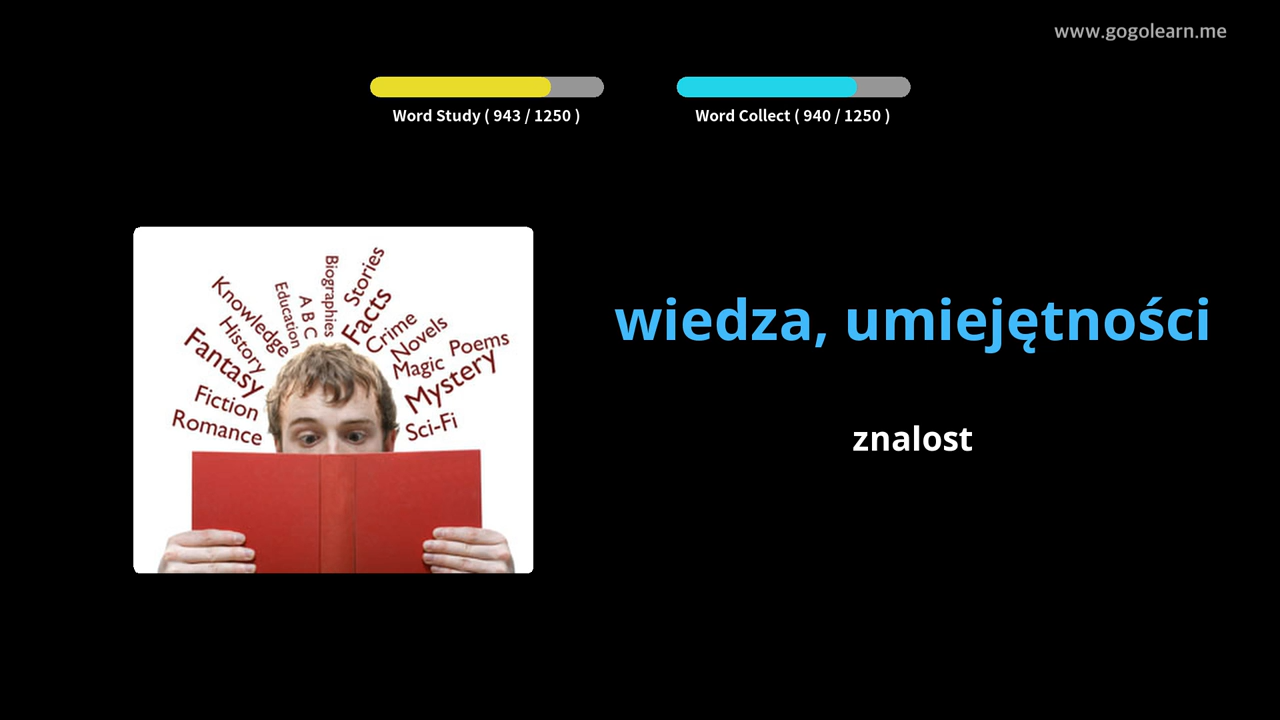 www.gogolearn.me
Word Study ( 943 / 1250 )
Word Collect ( 940 / 1250 )
Stories
Biographies
Facts
A B C
Education
Knowledge
Crime
History
Novels
Poems
Fantasy
Magic
Mystery
Fiction
Romance
Sci-Fi
wiedza, umiejętności
znalost